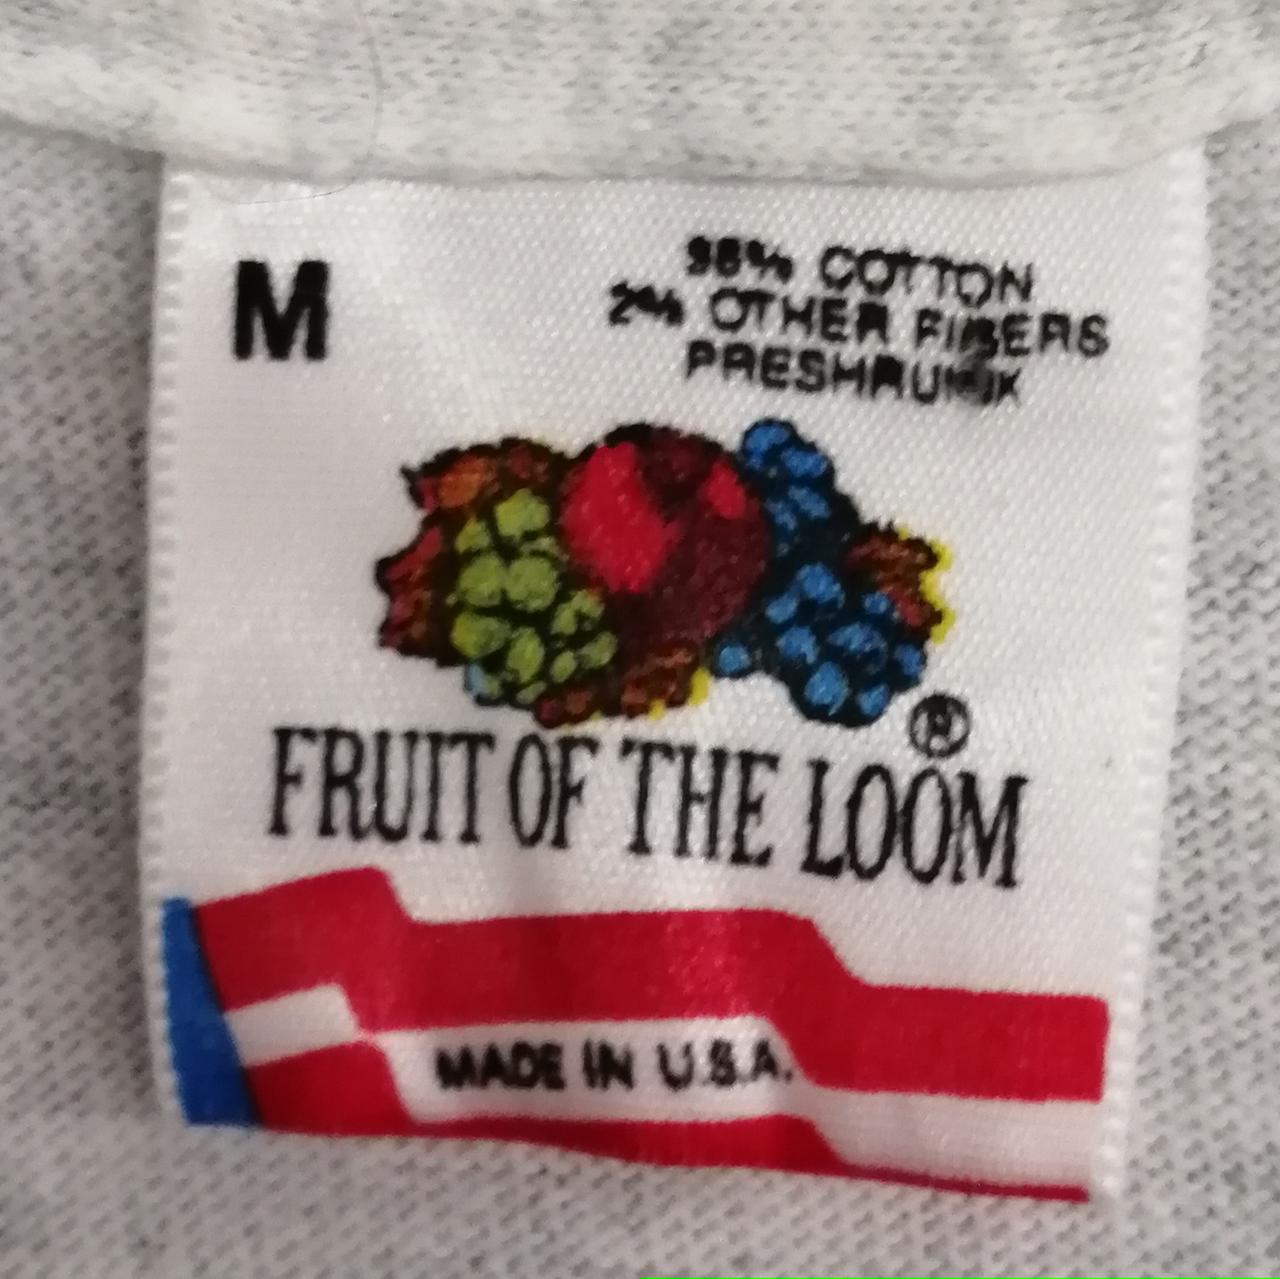 M
98% COTTON
2% OTHER FIBERS
PRESHRUNK
®
FRUIT OF THE LOOM
MADE IN U.S.A.